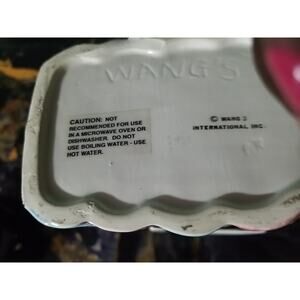 WANG'S
CAUTION: NOT
RECOMMENDED FOR USE
IN A MICROWAVE OVEN OR
DISHWASHER. DO NOT
USE BOILING WATER - USE
HOT WATER.
© WANG'S
INTERNATIONAL INC.